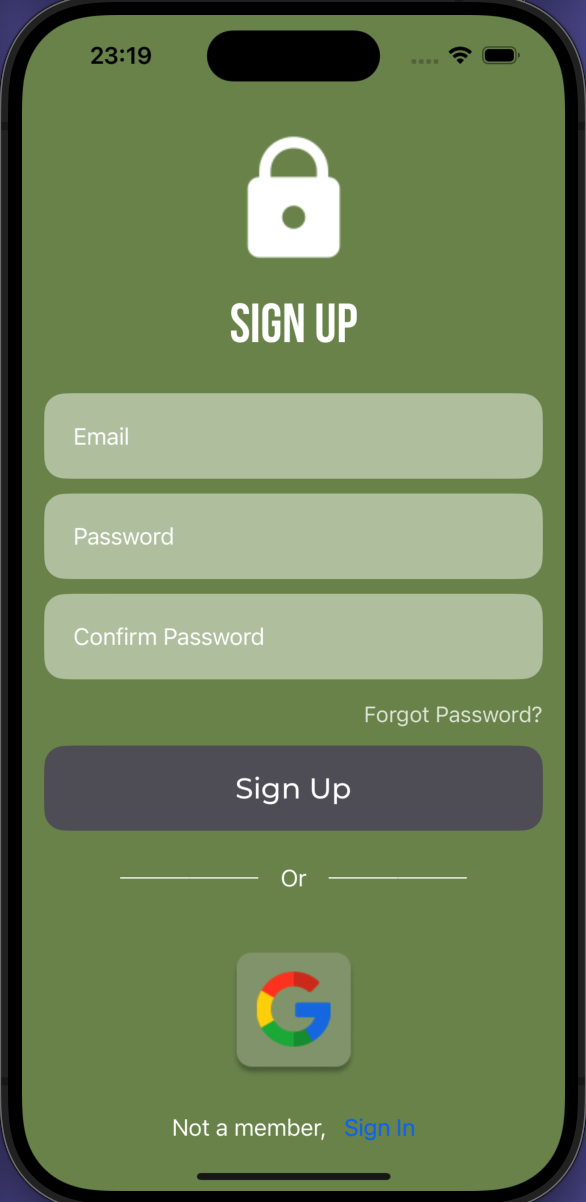 23:19
SIGN UP
Email
Password
Confirm Password
Forgot Password?
Sign Up
Or
Not a member, Sign In